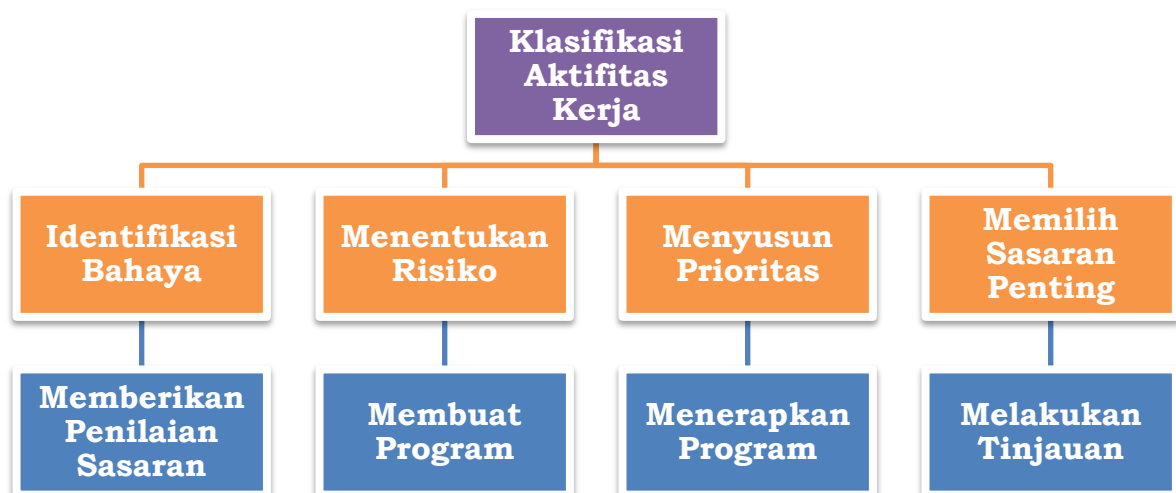 Klasifikasi
Aktifitas
Kerja
Identifikasi
Bahaya
Menentukan
Risiko
Menyusun
Prioritas
Memilih
Sasaran
Penting
Memberikan
Penilaian
Sasaran
Membuat
Program
Menerapkan
Program
Melakukan
Tinjauan